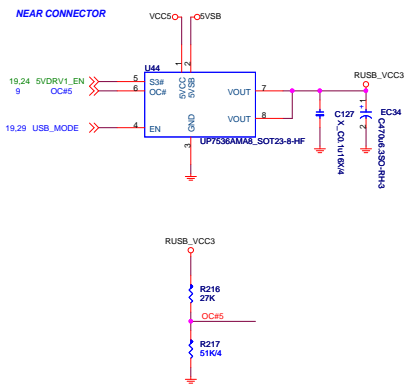 NEAR CONNECTOR
VCC5
5VSB
U44
1
2
5VCC
5VSB
19,24 5VDRV1_EN
5
S3#
9 OC#5
6
OC#
19,29 USB_MODE
4
EN
GND
3
VOUT
7
VOUT
8
UP7536AMA8_SOT23-8-HF
RUSB_VCC3
C127
X_C0.1u16X/4
1
+
2
EC34
C470u6.3SO-RH-3
RUSB_VCC3
R216
27K
OC#5
R217
51K/4